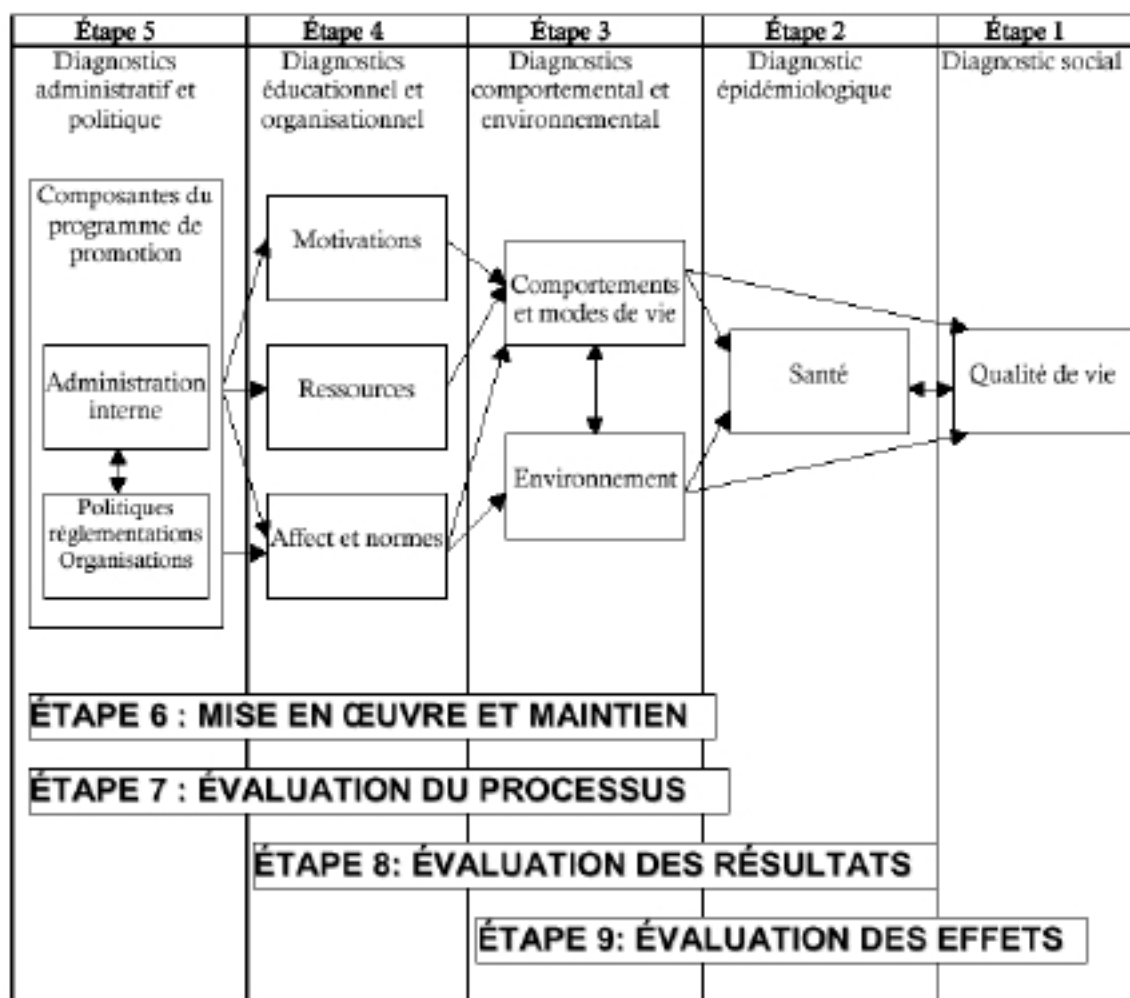 Étape 5
Étape 4
Étape 3
Étape 2
Étape 1
Diagnostics
administratif et
politique
Diagnostics
éducationnel et
organisationnel
Diagnostics
comportemental et
environnemental
Diagnostic
épidémiologique
Diagnostic social
Composantes du
programme de
promotion
Administration
interne
Politiques
réglementations
Organisations
Motivations
Ressources
Affect et normes
Comportements
et modes de vie
Environnement
Santé
Qualité de vie
ÉTAPE 6 : MISE EN ŒUVRE ET MAINTIEN
ÉTAPE 7 : ÉVALUATION DU PROCESSUS
ÉTAPE 8: ÉVALUATION DES RÉSULTATS
ÉTAPE 9: ÉVALUATION DES EFFETS